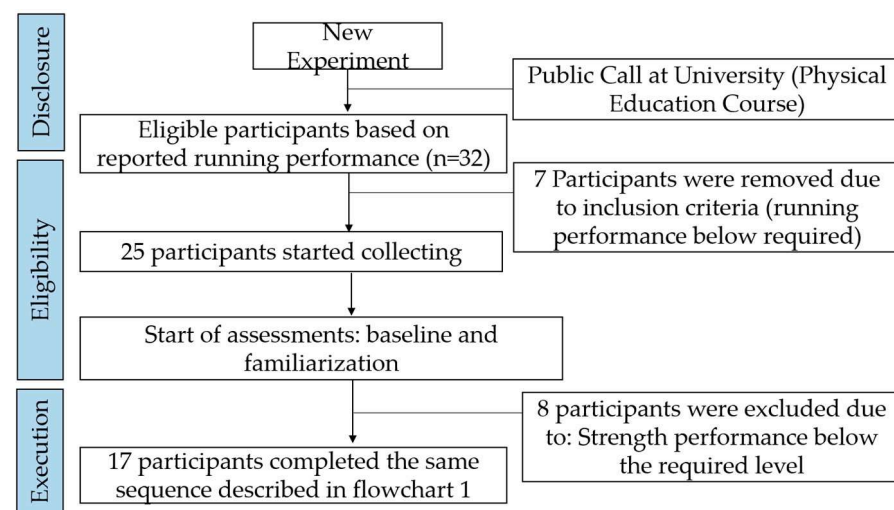 Disclosure
New
Experiment
Public Call at University (Physical
Education Course)
Eligible participants based on
reported running performance (n=32)
Eligibility
7 Participants were removed due
to inclusion criteria (running
performance below required)
25 participants started collecting
Start of assessments: baseline and
familiarization
Execution
8 participants were excluded due
to: Strength performance below
the required level
17 participants completed the same
sequence described in flowchart 1